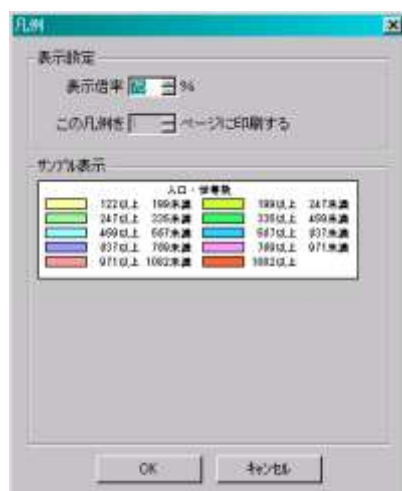 凡例
表示設定
表示倍率 %
この凡例を ページに印刷する
サンプル表示
人口・世帯数
122以上 199未満 199以上 247未満
247以上 335未満 335以上 459未満
459以上 567未満 567以上 637未満
637以上 769未満 769以上 971未満
971以上 1082未満 1082以上
OK キャンセル